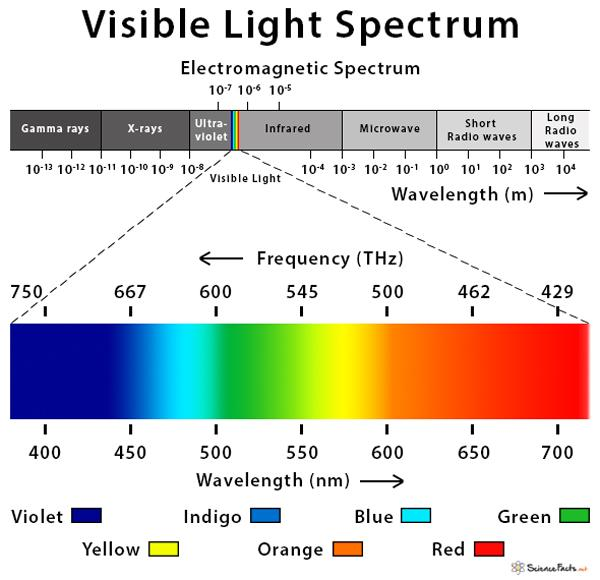 Visible Light Spectrum
Electromagnetic Spectrum
10-7 10-6 10-5
Gamma rays X-rays Ultra-violet Infrared Microwave Short Radio waves Long Radio waves
10-13 10-12 10-11 10-10 10-9 10-8 10-4 10-3 10-2 10-1 100 101 102 103 104
Visible Light
Wavelength (m)
Frequency (THz)
750 667 600 545 500 462 429
400 450 500 550 600 650 700
Wavelength (nm)
Violet Indigo Blue Green
Yellow Orange Red
ScienceFacts.net